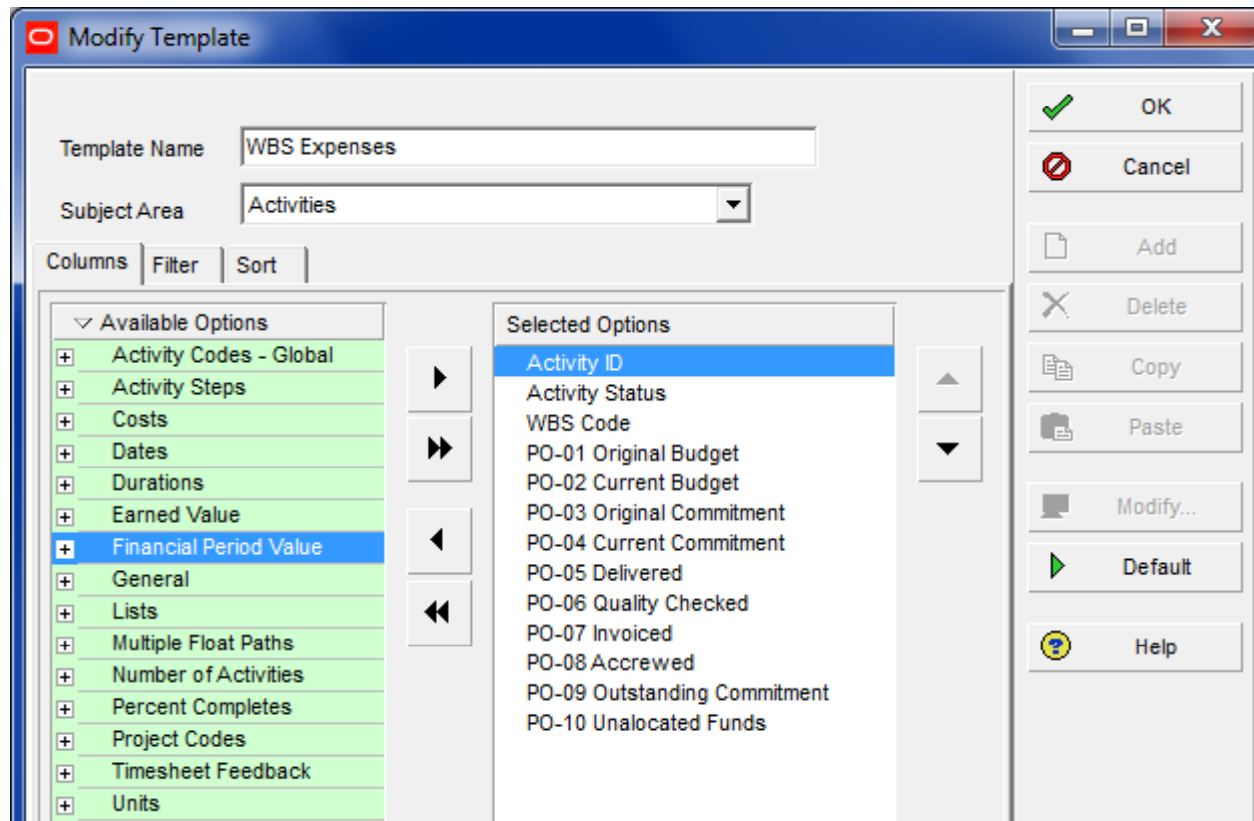 Modify Template
Template Name WBS Expenses
Subject Area Activities
Columns Filter Sort
Available Options
Activity Codes - Global
Activity Steps
Costs
Dates
Durations
Earned Value
Financial Period Value
General
Lists
Multiple Float Paths
Number of Activities
Percent Completes
Project Codes
Timesheet Feedback
Units
Selected Options
Activity ID
Activity Status
WBS Code
PO-01 Original Budget
PO-02 Current Budget
PO-03 Original Commitment
PO-04 Current Commitment
PO-05 Delivered
PO-06 Quality Checked
PO-07 Invoiced
PO-08 Accrewed
PO-09 Outstanding Commitment
PO-10 Unalocated Funds
OK
Cancel
Add
Delete
Copy
Paste
Modify...
Default
Help